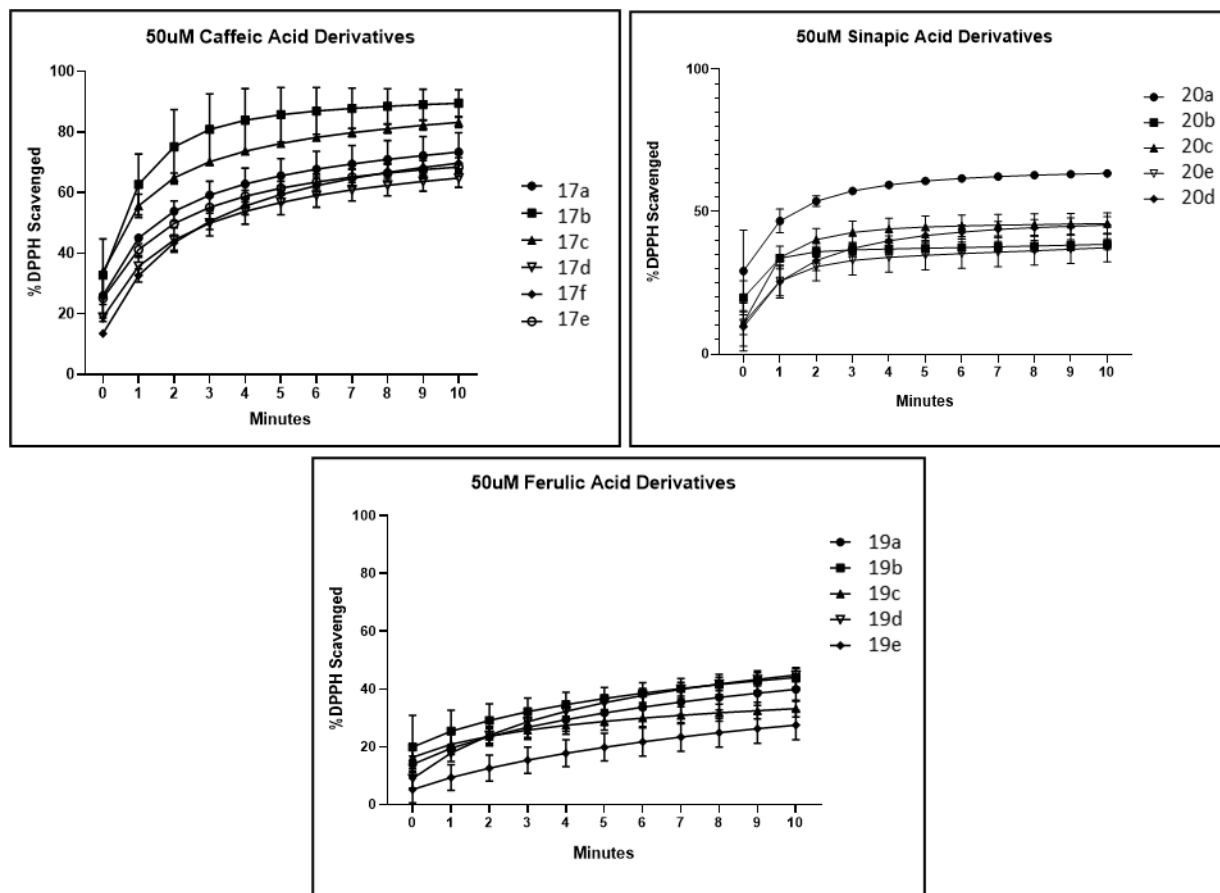 50uM Caffeic Acid Derivatives
% DPPH Scavenged
100
80
60
40
20
0
0 1 2 3 4 5 6 7 8 9 10
Minutes
17a
17b
17c
17d
17f
17e
50uM Sinapic Acid Derivatives
% DPPH Scavenged
100
50
0
0 1 2 3 4 5 6 7 8 9 10
Minutes
20a
20b
20c
20e
20d
50uM Ferulic Acid Derivatives
%DPPH Scavenged
100
80
60
40
20
0
0 1 2 3 4 5 6 7 8 9 10
Minutes
19a
19b
19c
19d
19e